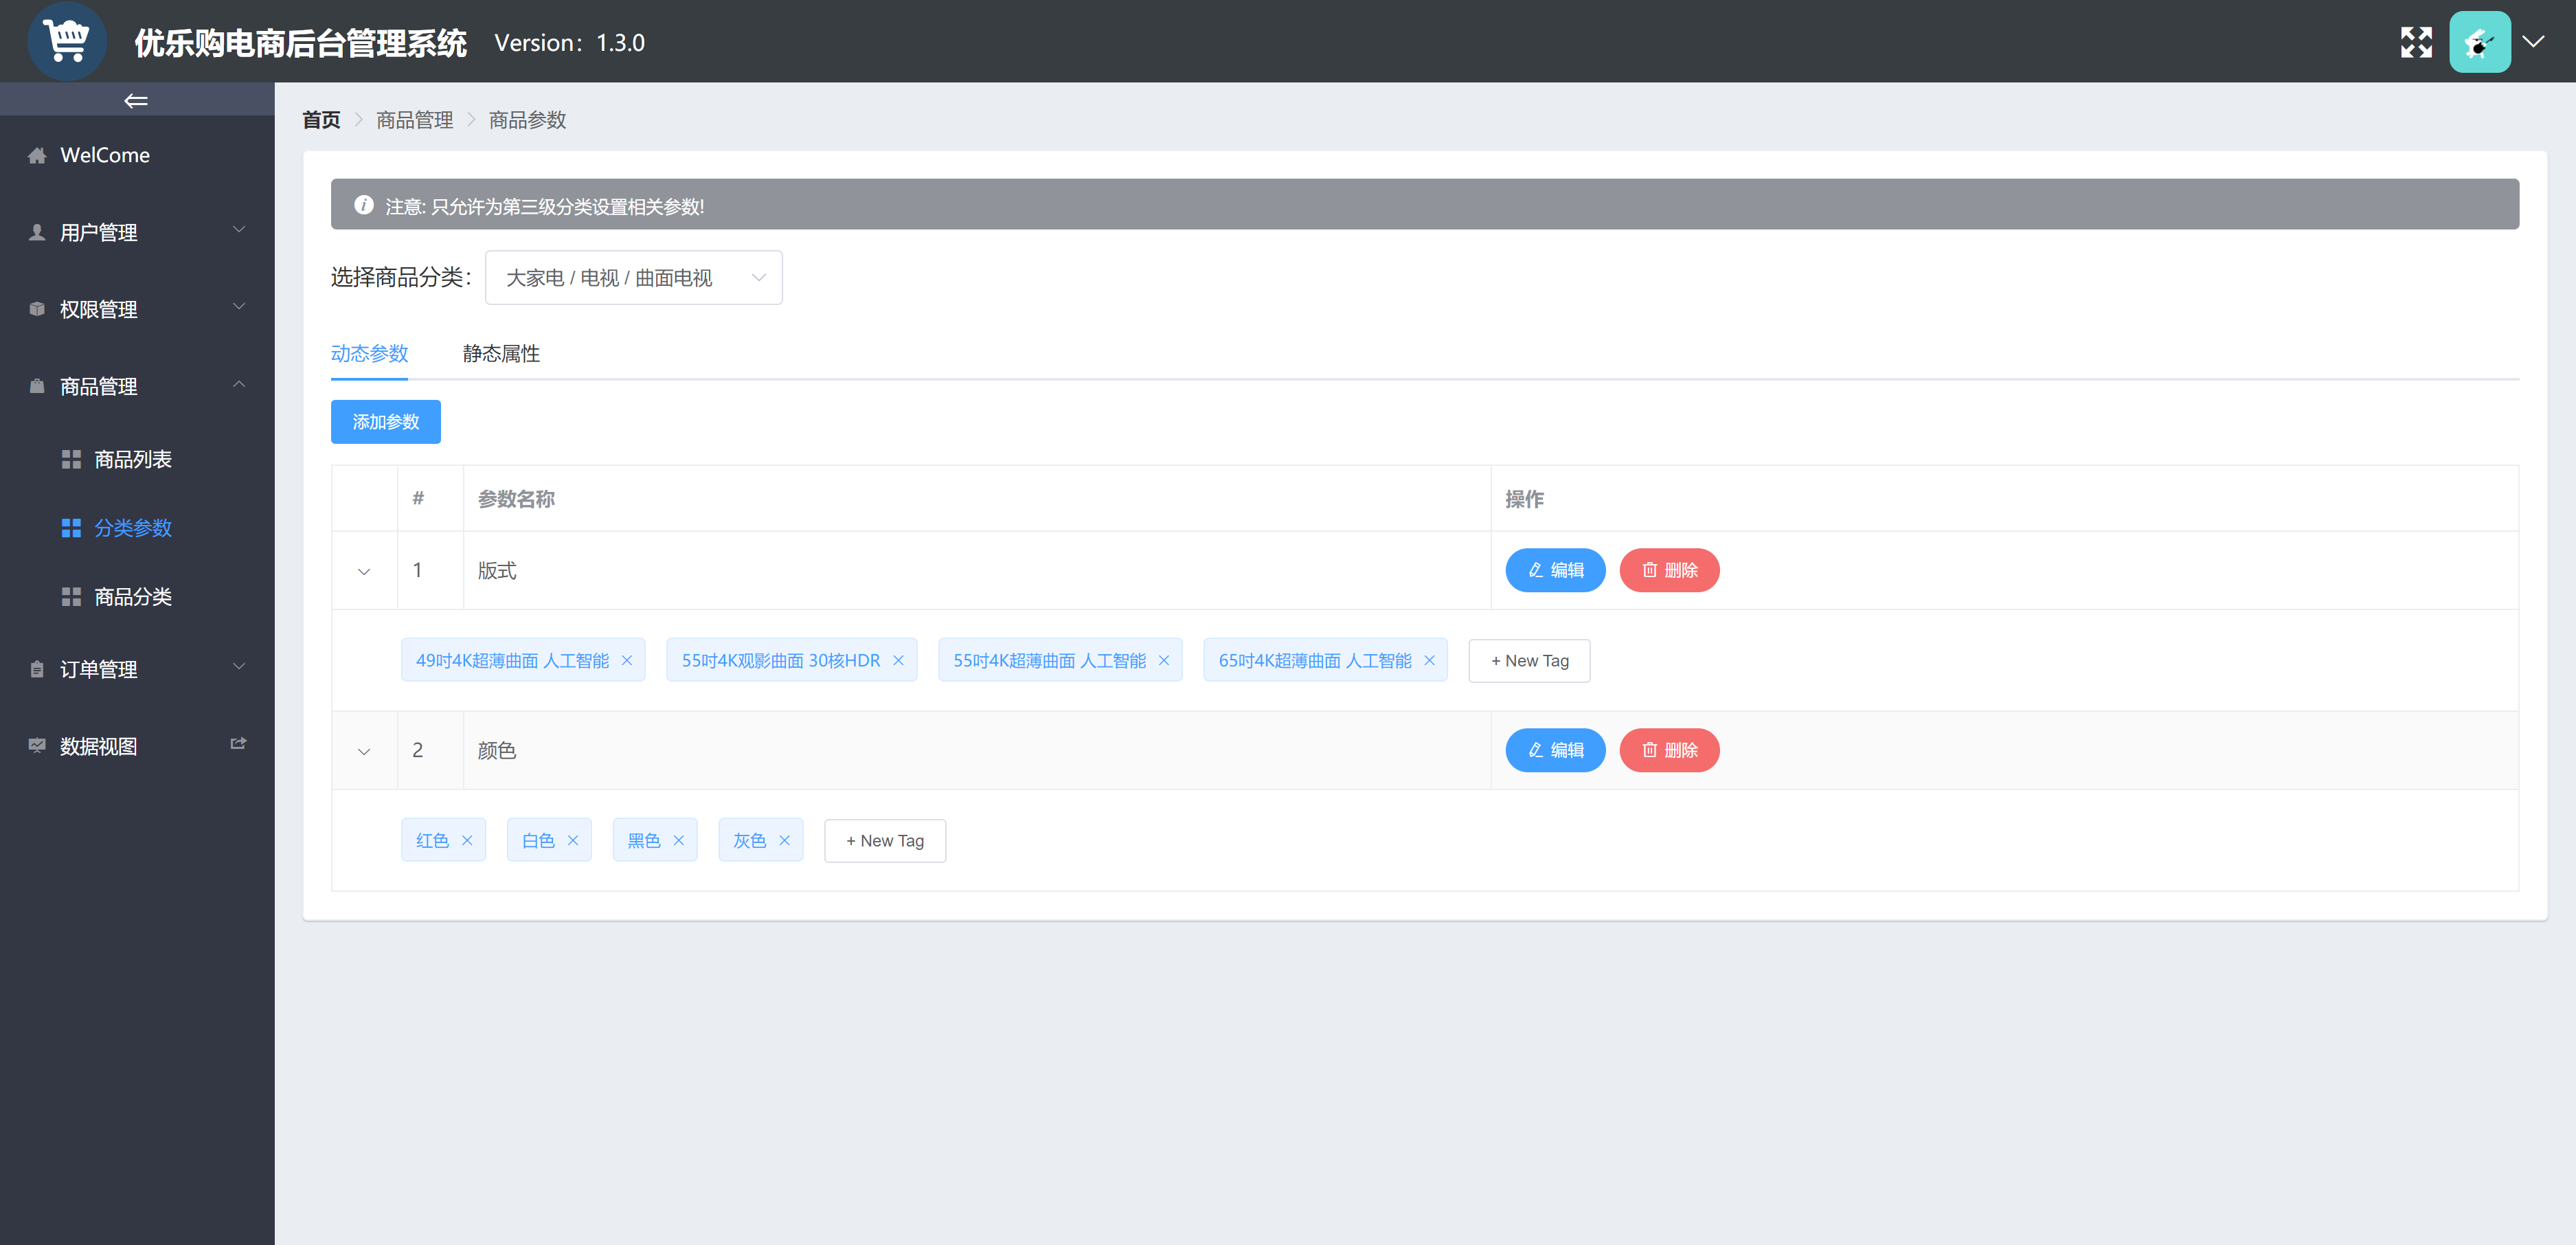 优乐购电商后台管理系统 Version：1.3.0
WelCome
用户管理
权限管理
商品管理
商品列表
分类参数
商品分类
订单管理
数据视图
首页 商品管理 商品参数
注意: 只允许为第三级分类设置相关参数!
选择商品分类： 大家电 / 电视 / 曲面电视
动态参数 静态属性
添加参数
# 参数名称 操作
1 版式 编辑 删除
49吋4K超薄曲面 人工智能 55吋4K观影曲面 30核HDR 55吋4K超薄曲面 人工智能 65吋4K超薄曲面 人工智能 + New Tag
2 颜色 编辑 删除
红色 白色 黑色 灰色 + New Tag